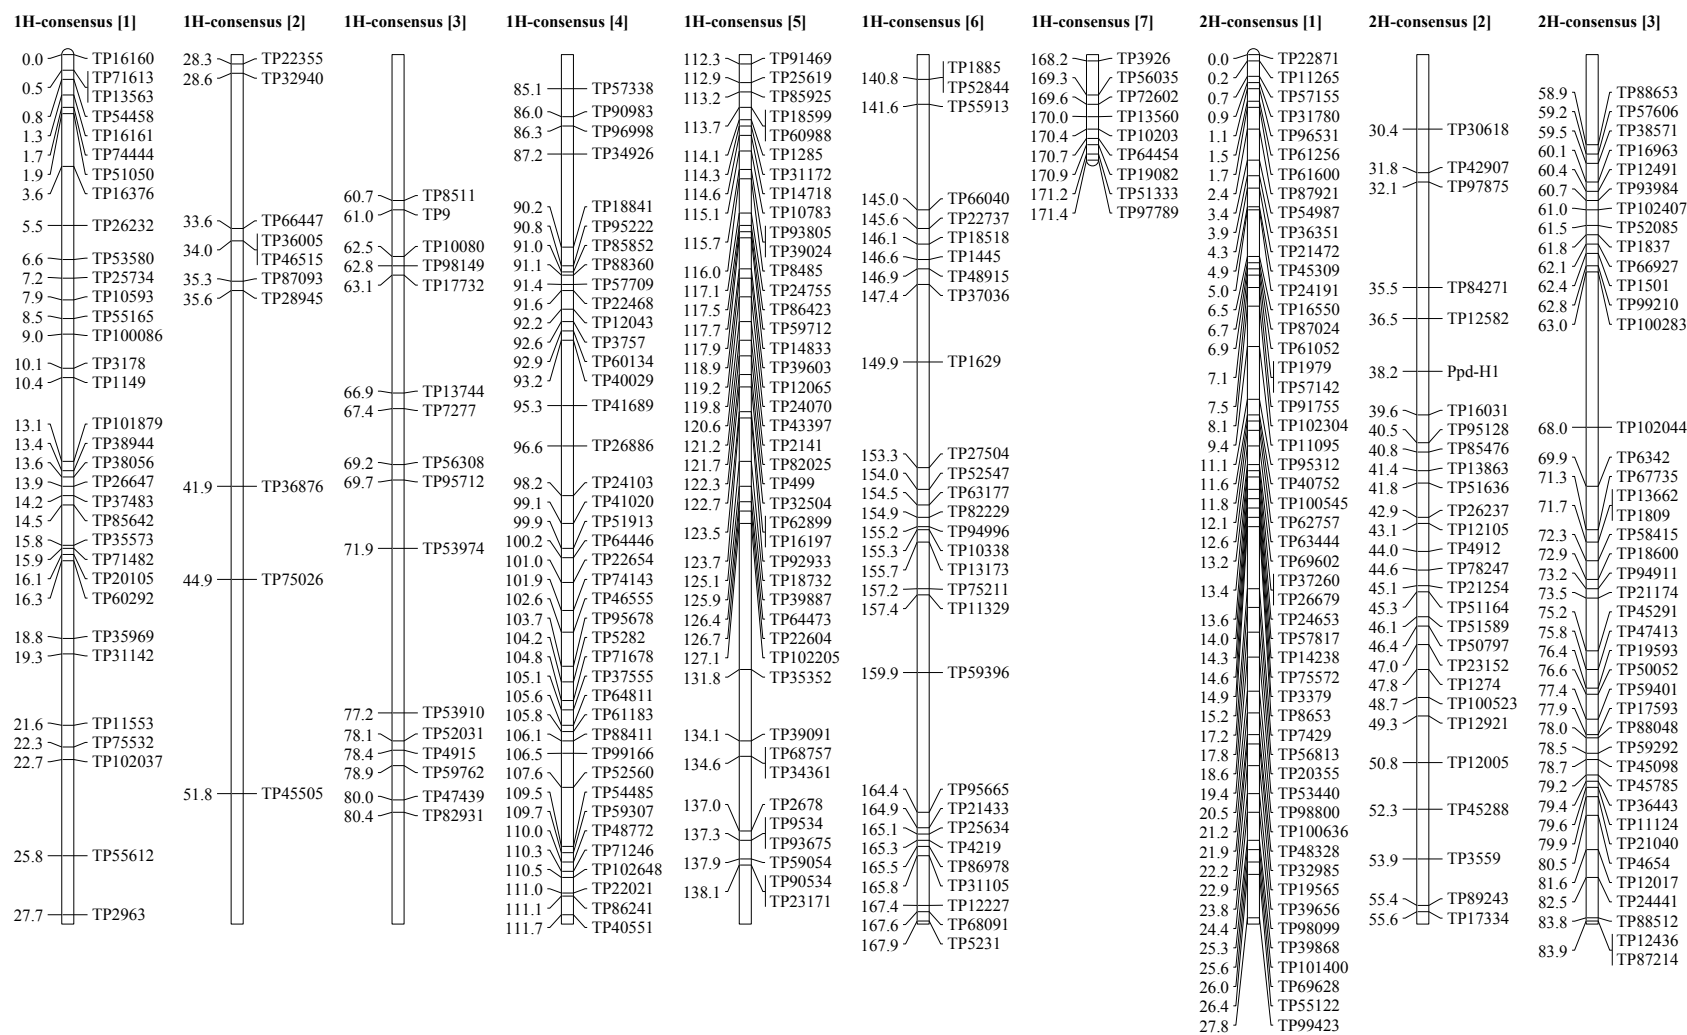 1H-consensus [1]
0.0 TP16160
TP71613
0.5 TP13563
0.8 TP54458
1.3 TP16161
1.7 TP74444
1.9 TP51050
3.6 TP16376
5.5 TP26232
6.6 TP53580
7.2 TP25734
7.9 TP10593
8.5 TP55165
9.0 TP100086
10.1 TP3178
10.4 TP1149
13.1 TP101879
13.4 TP38944
13.6 TP38056
13.9 TP26647
14.2 TP37483
14.5 TP85642
15.8 TP35573
15.9 TP71482
16.1 TP20105
16.3 TP60292
18.8 TP35969
19.3 TP31142
21.6 TP11553
22.3 TP75532
22.7 TP102037
25.8 TP55612
27.7 TP2963
1H-consensus [2]
28.3 TP22355
28.6 TP32940
33.6 TP66447
TP36005
34.0 TP46515
35.3 TP87093
35.6 TP28945
41.9 TP36876
44.9 TP75026
51.8 TP45505
1H-consensus [3]
60.7 TP8511
61.0 TP9
62.5 TP10080
62.8 TP98149
63.1 TP17732
66.9 TP13744
67.4 TP7277
69.2 TP56308
69.7 TP95712
71.9 TP53974
77.2 TP53910
78.1 TP52031
78.4 TP4915
78.9 TP59762
80.0 TP47439
80.4 TP82931
1H-consensus [4]
85.1 TP57338
86.0 TP90983
86.3 TP96998
87.2 TP34926
90.2 TP18841
90.8 TP95222
91.0 TP85852
91.1 TP88360
91.4 TP57709
91.6 TP22468
92.2 TP12043
92.6 TP3757
92.9 TP60134
93.2 TP40029
95.3 TP41689
96.6 TP26886
98.2 TP24103
99.1 TP41020
99.9 TP51913
100.2 TP64446
101.0 TP22654
101.9 TP74143
102.6 TP46555
103.7 TP95678
104.2 TP5282
104.8 TP71678
105.1 TP37555
105.6 TP64811
105.8 TP61183
106.1 TP88411
106.5 TP99166
107.6 TP52560
109.5 TP54485
109.7 TP59307
110.0 TP48772
110.3 TP71246
110.5 TP102648
111.0 TP22021
111.1 TP86241
111.7 TP40551
1H-consensus [5]
112.3 TP91469
112.9 TP25619
113.2 TP85925
TP18599
113.7 TP60988
114.1 TP1285
114.3 TP31172
114.6 TP14718
115.1 TP10783
TP93805
115.7 TP39024
116.0 TP8485
117.1 TP24755
117.5 TP86423
117.7 TP59712
117.9 TP14833
118.9 TP39603
119.2 TP12065
119.8 TP24070
120.6 TP43397
121.2 TP2141
121.7 TP82025
122.3 TP499
122.7 TP32504
TP62899
123.5 TP16197
123.7 TP92933
125.1 TP18732
125.9 TP39887
126.4 TP64473
126.7 TP22604
127.1 TP102205
131.8 TP35352
134.1 TP39091
TP68757
134.6 TP34361
137.0 TP2678
TP9534
137.3 TP93675
137.9 TP59054
TP90534
138.1 TP23171
1H-consensus [6]
TP1885
140.8 TP52844
141.6 TP55913
145.0 TP66040
145.6 TP22737
146.1 TP18518
146.6 TP1445
146.9 TP48915
147.4 TP37036
149.9 TP1629
153.3 TP27504
154.0 TP52547
154.5 TP63177
154.9 TP82229
155.2 TP94996
155.3 TP10338
155.7 TP13173
157.2 TP75211
157.4 TP11329
159.9 TP59396
164.4 TP95665
164.9 TP21433
165.1 TP25634
165.3 TP4219
165.5 TP86978
165.8 TP31105
167.4 TP12227
167.6 TP68091
167.9 TP5231
1H-consensus [7]
168.2 TP3926
169.3 TP56035
169.6 TP72602
170.0 TP13560
170.4 TP10203
170.7 TP64454
170.9 TP19082
171.2 TP51333
171.4 TP97789
2H-consensus [1]
0.0 TP22871
0.2 TP11265
0.7 TP57155
0.9 TP31780
1.1 TP96531
1.5 TP61256
1.7 TP61600
2.4 TP87921
3.4 TP54987
3.9 TP36351
4.3 TP21472
4.9 TP45309
5.0 TP24191
6.5 TP16550
6.7 TP87024
6.9 TP61052
TP1979
7.1 TP57142
7.5 TP91755
8.1 TP102304
9.4 TP11095
11.1 TP95312
11.6 TP40752
11.8 TP100545
12.1 TP62757
12.6 TP63444
13.2 TP69602
TP37260
13.4 TP26679
13.6 TP24653
14.0 TP57817
14.3 TP14238
14.6 TP75572
14.9 TP3379
15.2 TP8653
17.2 TP7429
17.8 TP56813
18.6 TP20355
19.4 TP53440
20.5 TP98800
21.2 TP100636
21.9 TP48328
22.2 TP32985
22.9 TP19565
23.8 TP39656
24.4 TP98099
25.3 TP39868
25.6 TP101400
26.0 TP69628
26.4 TP55122
27.8 TP99423
2H-consensus [2]
30.4 TP30618
31.8 TP42907
32.1 TP97875
35.5 TP84271
36.5 TP12582
38.2 Ppd-H1
39.6 TP16031
40.5 TP95128
40.8 TP85476
41.4 TP13863
41.8 TP51636
42.9 TP26237
43.1 TP12105
44.0 TP4912
44.6 TP78247
45.1 TP21254
45.3 TP51164
46.1 TP51589
46.4 TP50797
47.0 TP23152
47.8 TP1274
48.7 TP100523
49.3 TP12921
50.8 TP12005
52.3 TP45288
53.9 TP3559
55.4 TP89243
55.6 TP17334
2H-consensus [3]
58.9 TP88653
59.2 TP57606
59.5 TP38571
60.1 TP16963
60.4 TP12491
60.7 TP93984
61.0 TP102407
61.5 TP52085
61.8 TP1837
62.1 TP66927
62.4 TP1501
62.8 TP99210
63.0 TP100283
68.0 TP102044
69.9 TP6342
71.3 TP67735
TP13662
71.7 TP1809
72.3 TP58415
72.9 TP18600
73.2 TP94911
73.5 TP21174
75.2 TP45291
75.8 TP47413
76.4 TP19593
76.6 TP50052
77.4 TP59401
77.9 TP17593
78.0 TP88048
78.5 TP59292
78.7 TP45098
79.2 TP45785
79.4 TP36443
79.6 TP11124
79.9 TP21040
80.5 TP4654
81.6 TP12017
82.5 TP24441
83.8 TP88512
TP12436
83.9 TP87214